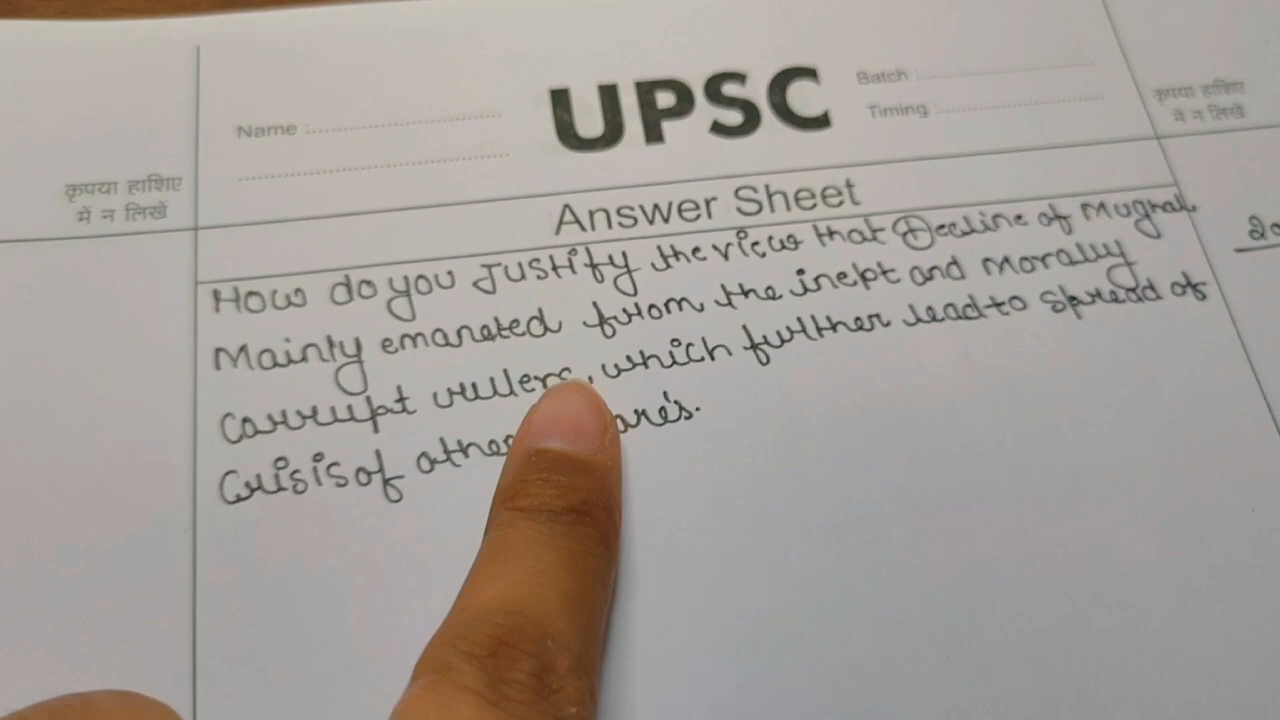 UPSC
Name :
Batch :
Timing :
कृपया हाशिए
में न लिखें
कृपया हाशिए
में न लिखें
Answer Sheet
How do you Justify the view that Decline of Mughal
Mainly emanated from the inept and Morally
Corrupt rulers, which further lead to spread of
Crisis of